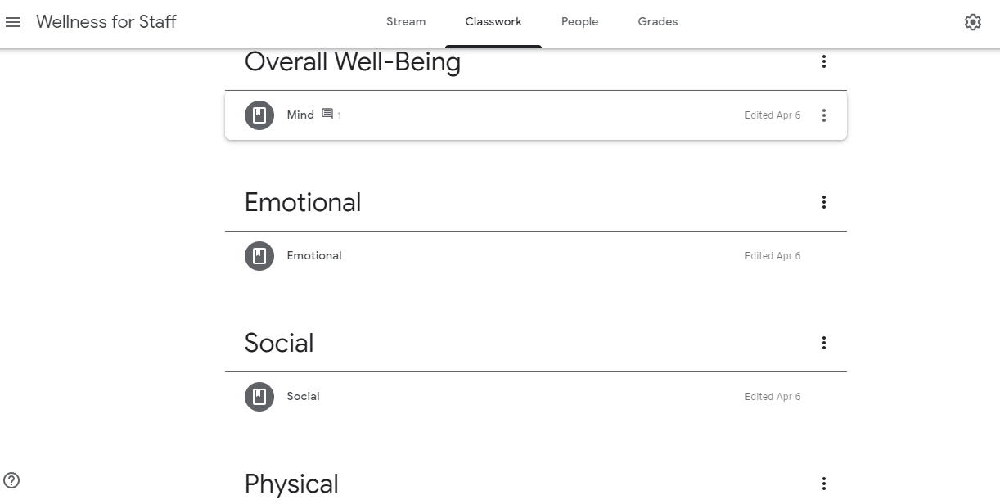 Wellness for Staff
Stream Classwork People Grades
Overall Well-Being
Mind 1 Edited Apr 6
Emotional
Emotional Edited Apr 6
Social
Social Edited Apr 6
Physical